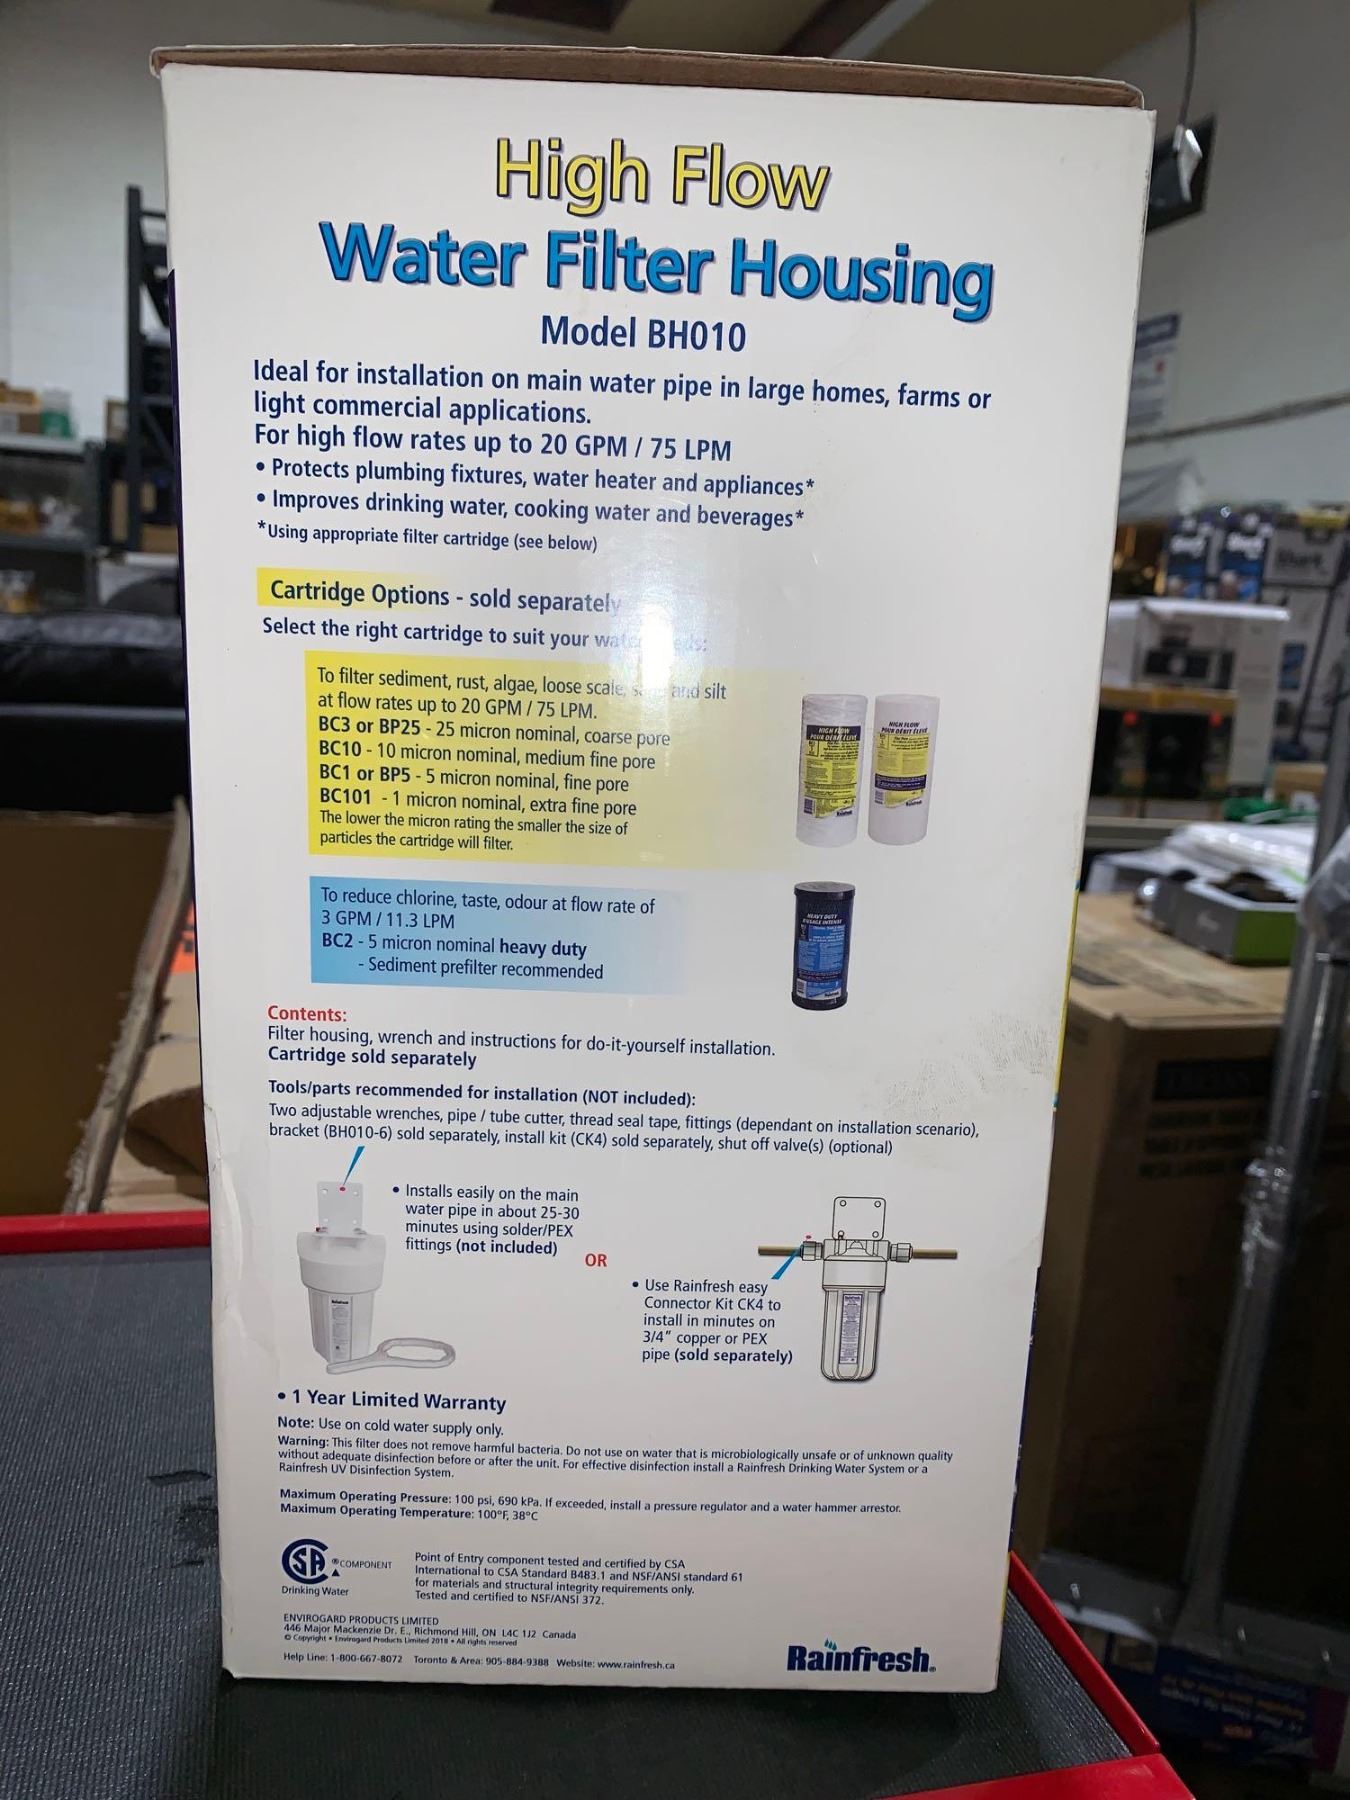 High Flow
Water Filter Housing
Model BH010
Ideal for installation on main water pipe in large homes, farms or
light commercial applications.
For high flow rates up to 20 GPM / 75 LPM
• Protects plumbing fixtures, water heater and appliances*
• Improves drinking water, cooking water and beverages*
*Using appropriate filter cartridge (see below)
Cartridge Options - sold separately
Select the right cartridge to suit your
To filter sediment, rust, algae, loose scale, and silt
at flow rates up to 20 GPM / 75 LPM.
BC3 or BP25 - 25 micron nominal, coarse pore
BC10 - 10 micron nominal, medium fine pore
BC1 or BP5 - 5 micron nominal, fine pore
BC101 - 1 micron nominal, extra fine pore
The lower the micron rating the smaller the size of
particles the cartridge will filter.
HIGH FLOW
POUR DÉBIT ÉLEVÉ
HIGH FLOW
POUR DÉBIT ÉLEVÉ
To reduce chlorine, taste, odour at flow rate of
3 GPM / 11.3 LPM
BC2 - 5 micron nominal heavy duty
- Sediment prefilter recommended
HEAVY DUTY
USAGE INTENSE
Contents:
Filter housing, wrench and instructions for do-it-yourself installation.
Cartridge sold separately
Tools/parts recommended for installation (NOT included):
Two adjustable wrenches, pipe / tube cutter, thread seal tape, fittings (dependant on installation scenario),
bracket (BH010-6) sold separately, install kit (CK4) sold separately, shut off valve(s) (optional)
• Installs easily on the main
water pipe in about 25-30
minutes using solder/PEX
fittings (not included)
OR
• Use Rainfresh easy
Connector Kit CK4 to
install in minutes on
3/4" copper or PEX
pipe (sold separately)
• 1 Year Limited Warranty
Note: Use on cold water supply only.
Warning: This filter does not remove harmful bacteria. Do not use on water that is microbiologically unsafe or of unknown quality
without adequate disinfection before or after the unit. For effective disinfection install a Rainfresh Drinking Water System or a
Rainfresh UV Disinfection System.
Maximum Operating Pressure: 100 psi, 690 kPa. If exceeded, install a pressure regulator and a water hammer arrestor.
Maximum Operating Temperature: 100°F, 38°C
SA ® COMPONENT
Drinking Water
Point of Entry component tested and certified by CSA
International to CSA Standard B483.1 and NSF/ANSI standard 61
for materials and structural integrity requirements only.
Tested and certified to NSF/ANSI 372.
ENVIROGARD PRODUCTS LIMITED
446 Major Mackenzie Dr. E., Richmond Hill, ON L4C 1J2 Canada
© Copyright • Envirogard Products Limited 2018 • All rights reserved
Help Line: 1-800-667-8072 Toronto & Area: 905-884-9388 Website: www.rainfresh.ca
Rainfresh®
Shark